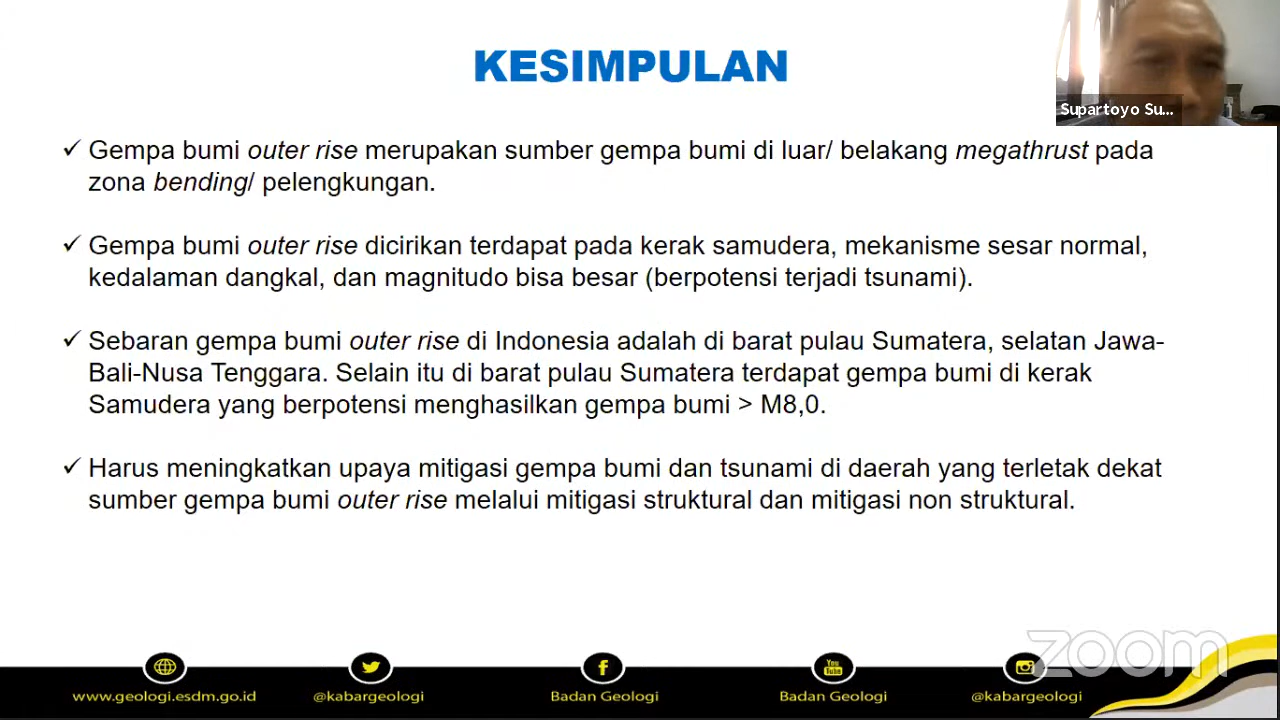 KESIMPULAN
Supartoyo Su...
✓ Gempa bumi outer rise merupakan sumber gempa bumi di luar/ belakang megathrust pada
zona bending/ pelengkungan.
✓ Gempa bumi outer rise dicirikan terdapat pada kerak samudera, mekanisme sesar normal,
kedalaman dangkal, dan magnitudo bisa besar (berpotensi terjadi tsunami).
✓ Sebaran gempa bumi outer rise di Indonesia adalah di barat pulau Sumatera, selatan Jawa-
Bali-Nusa Tenggara. Selain itu di barat pulau Sumatera terdapat gempa bumi di kerak
Samudera yang berpotensi menghasilkan gempa bumi > M8,0.
✓ Harus meningkatkan upaya mitigasi gempa bumi dan tsunami di daerah yang terletak dekat
sumber gempa bumi outer rise melalui mitigasi struktural dan mitigasi non struktural.
zoom
www.geologi.esdm.go.id
@kabargeologi
Badan Geologi
You Tube
Badan Geologi
@kabargeologi